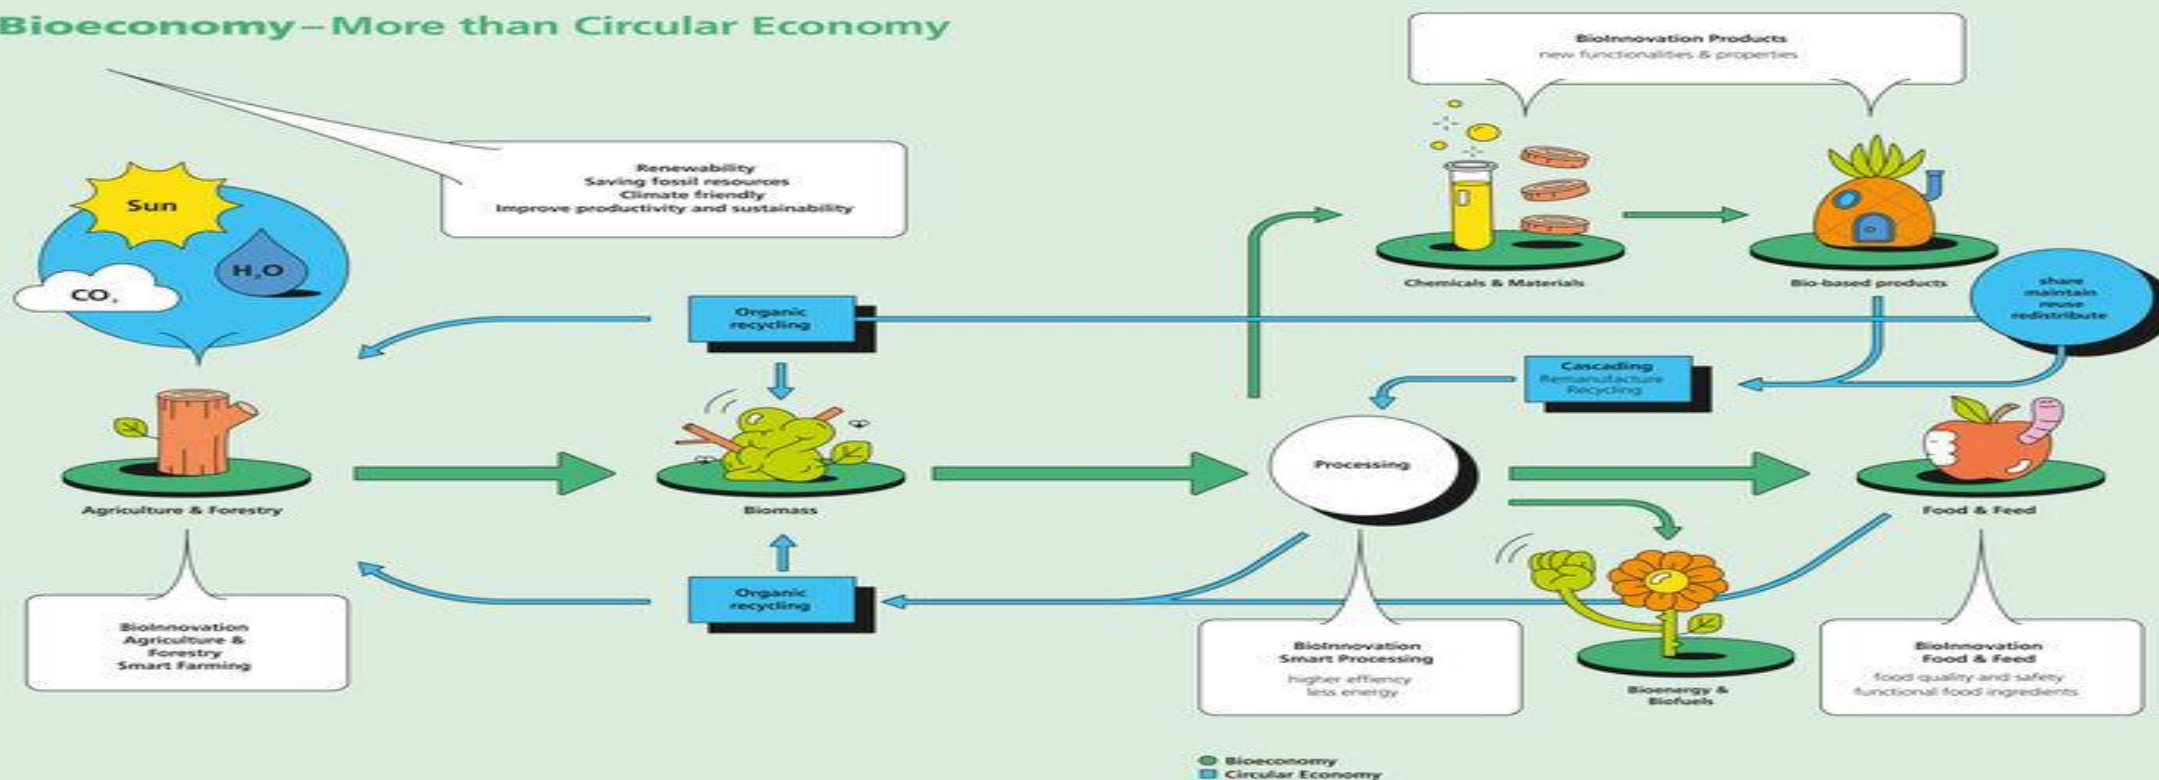 Bioeconomy – More than Circular Economy
BioInnovation Products
new functionalities & properties
Renewability
Saving fossil resources
Climate friendly
Improve productivity and sustainability
Sun
H₂O
CO₂
Chemicals & Materials
Bio-based products
share
maintain
reuse
redistribute
Organic
recycling
Cascading
Remanufacture
Recycling
Processing
Agriculture & Forestry
Biomass
Food & Feed
Organic
recycling
BioInnovation
Agriculture &
Forestry
Smart Farming
BioInnovation
Smart Processing
higher effiency
less energy
Bioenergy &
Biofuels
BioInnovation
Food & Feed
food quality and safety
functional food ingredients
Bioeconomy
Circular Economy